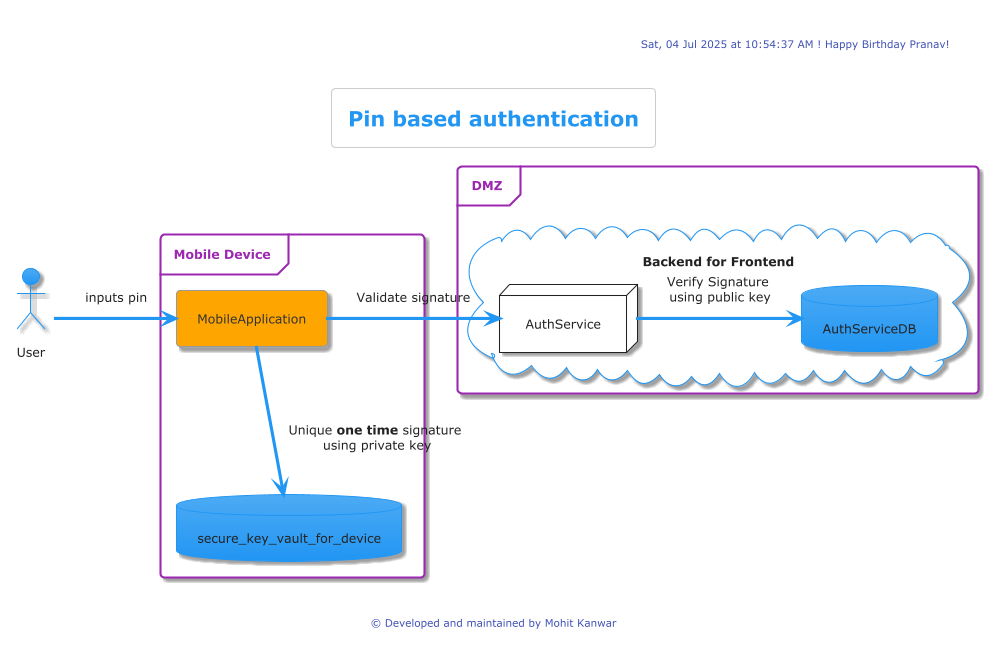 Sat, 04 Jul 2025 at 10:54:37 AM ! Happy Birthday Pranav!
Pin based authentication
DMZ
Mobile Device
Backend for Frontend
Verify Signature
using public key
inputs pin
Validate signature
MobileApplication
AuthService
AuthServiceDB
User
Unique one time signature
using private key
secure_key_vault_for_device
© Developed and maintained by Mohit Kanwar